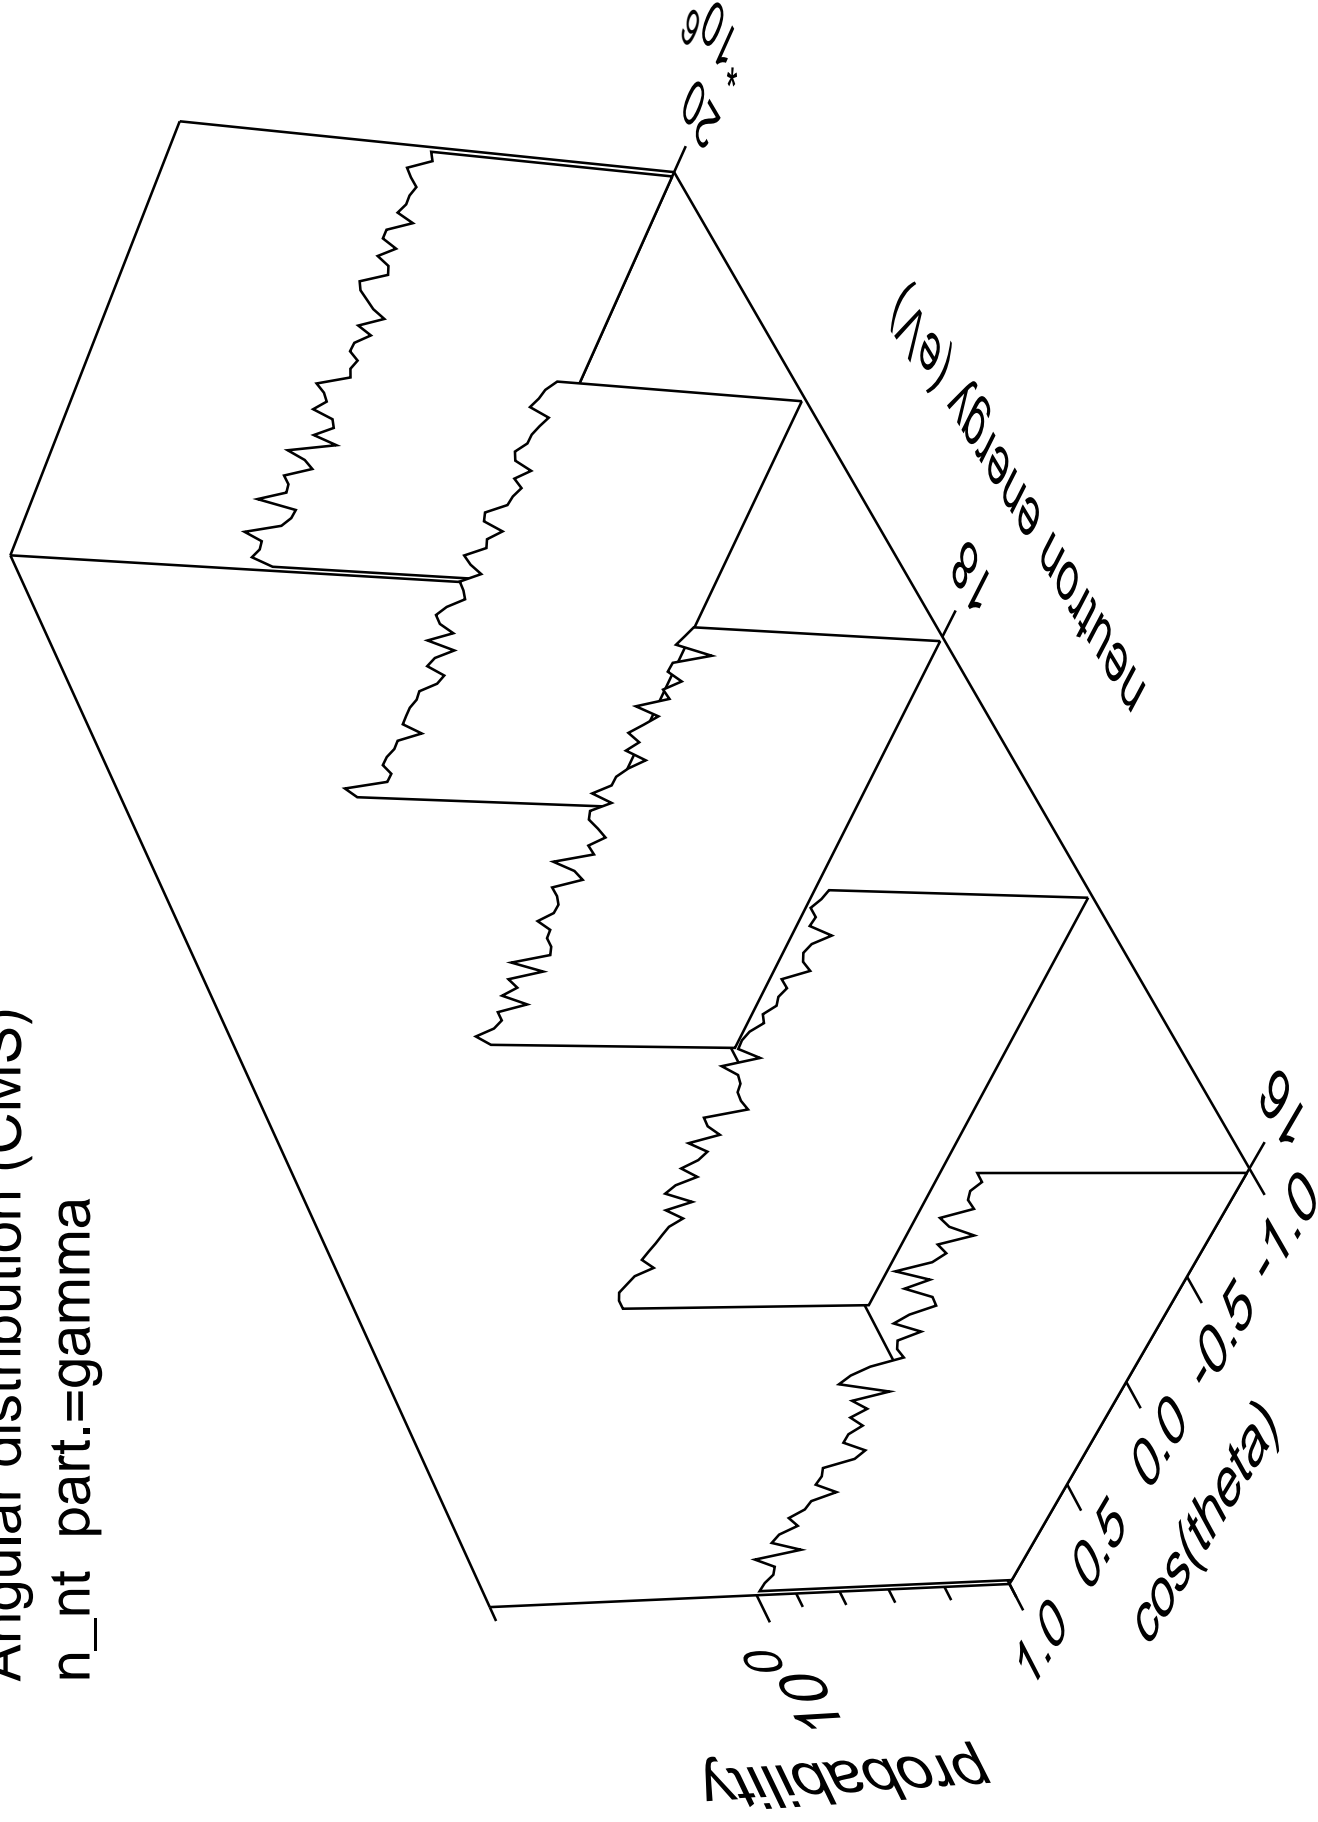 Angular distribution (CMS)
n_nt part.=gamma
probability
10^0
cos(theta)
1.0 0.5 0.0 -0.5 -1.0
neutron energy (eV)
16 18 20
*10^6